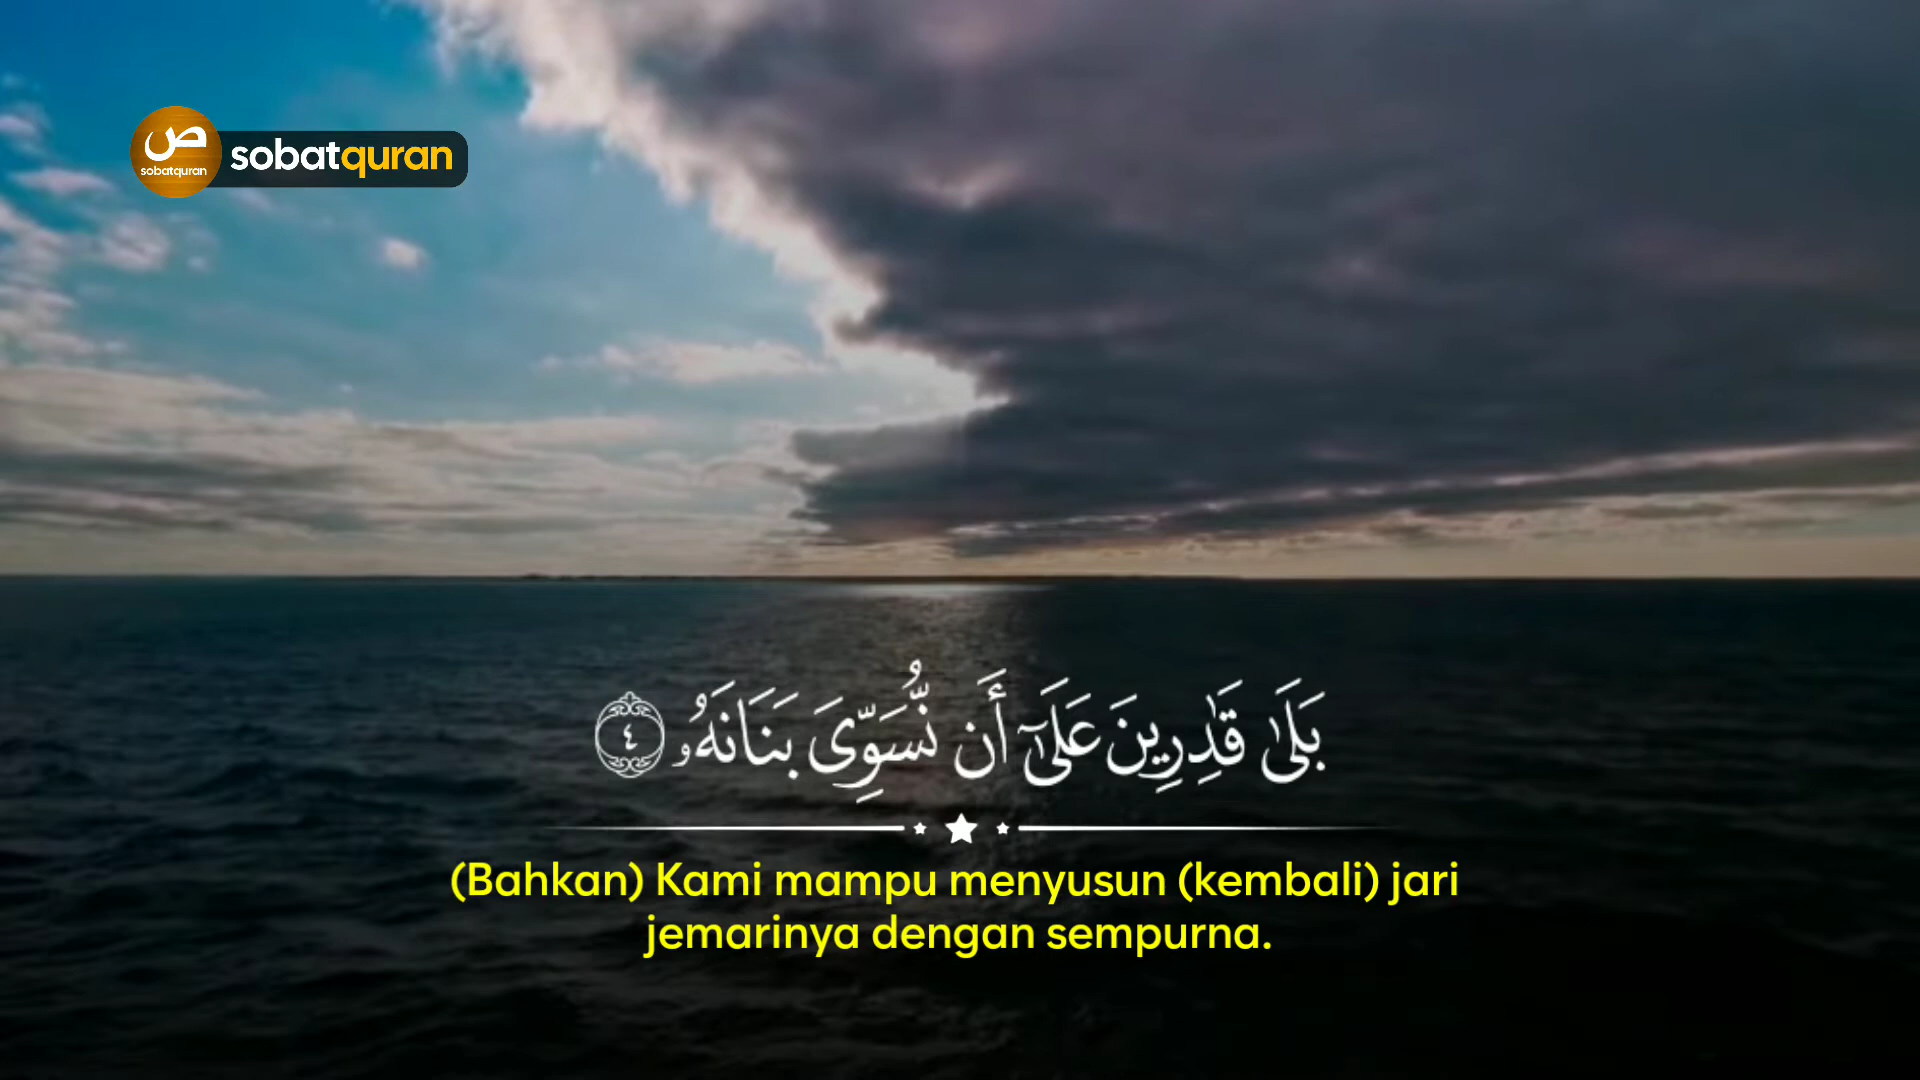 ص
sobatquran
sobatquran
بَلَىٰ قَٰدِرِينَ عَلَىٰٓ أَن نُّسَوِّىَ بَنَانَهُۥ ٤
(Bahkan) Kami mampu menyusun (kembali) jari
jemarinya dengan sempurna.